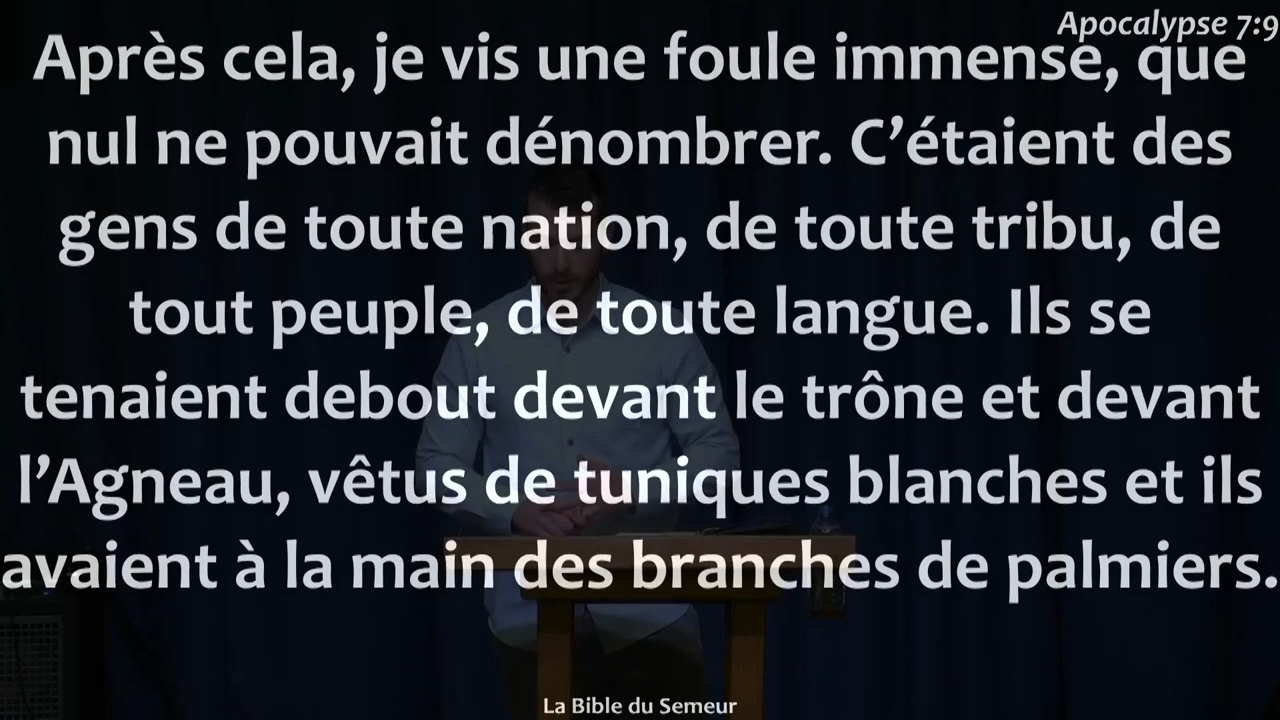 Apocalypse 7:9
Après cela, je vis une foule immense, que
nul ne pouvait dénombrer. C’étaient des
gens de toute nation, de toute tribu, de
tout peuple, de toute langue. Ils se
tenaient debout devant le trône et devant
l’Agneau, vêtus de tuniques blanches et ils
avaient à la main des branches de palmiers.
La Bible du Semeur